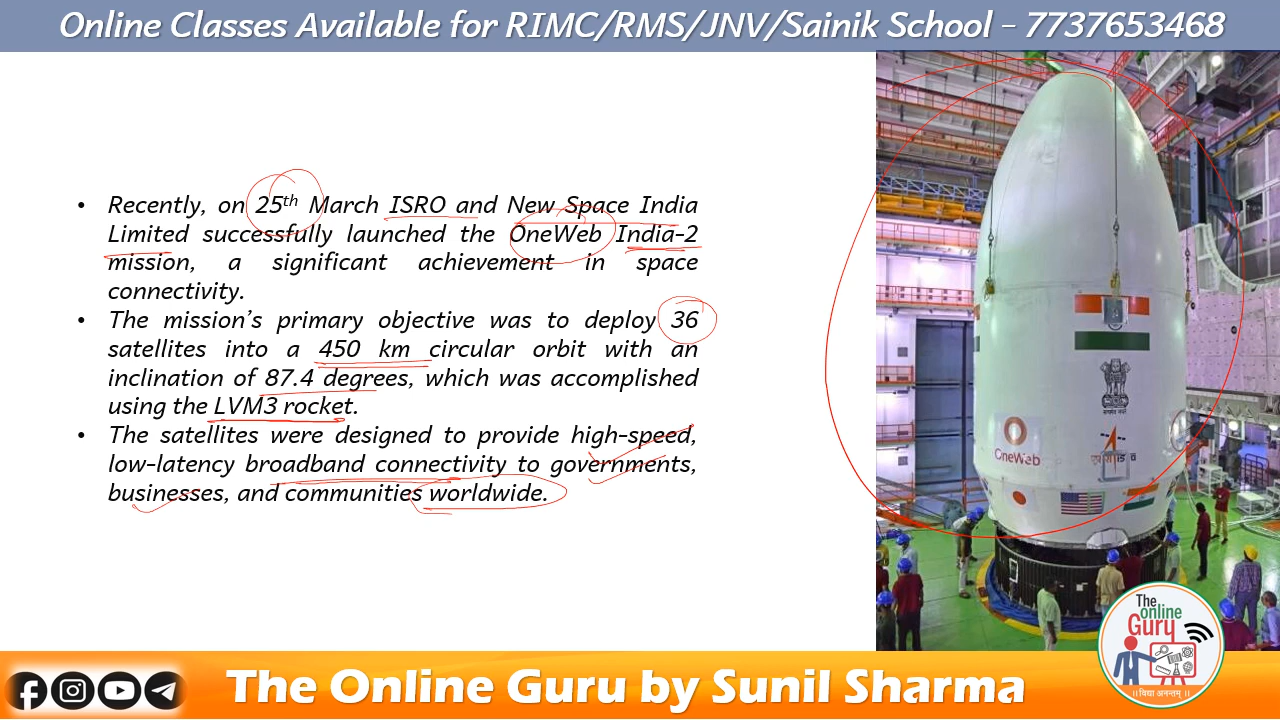 Online Classes Available for RIMC/RMS/JNV/Sainik School – 7737653468
• Recently, on 25th March ISRO and New Space India
Limited successfully launched the OneWeb India-2
mission, a significant achievement in space
connectivity.
• The mission's primary objective was to deploy 36
satellites into a 450 km circular orbit with an
inclination of 87.4 degrees, which was accomplished
using the LVM3 rocket.
• The satellites were designed to provide high-speed,
low-latency broadband connectivity to governments,
businesses, and communities worldwide.
OneWeb
The
online
Guru
।। विद्या अनन्तम् ।।
The Online Guru by Sunil Sharma